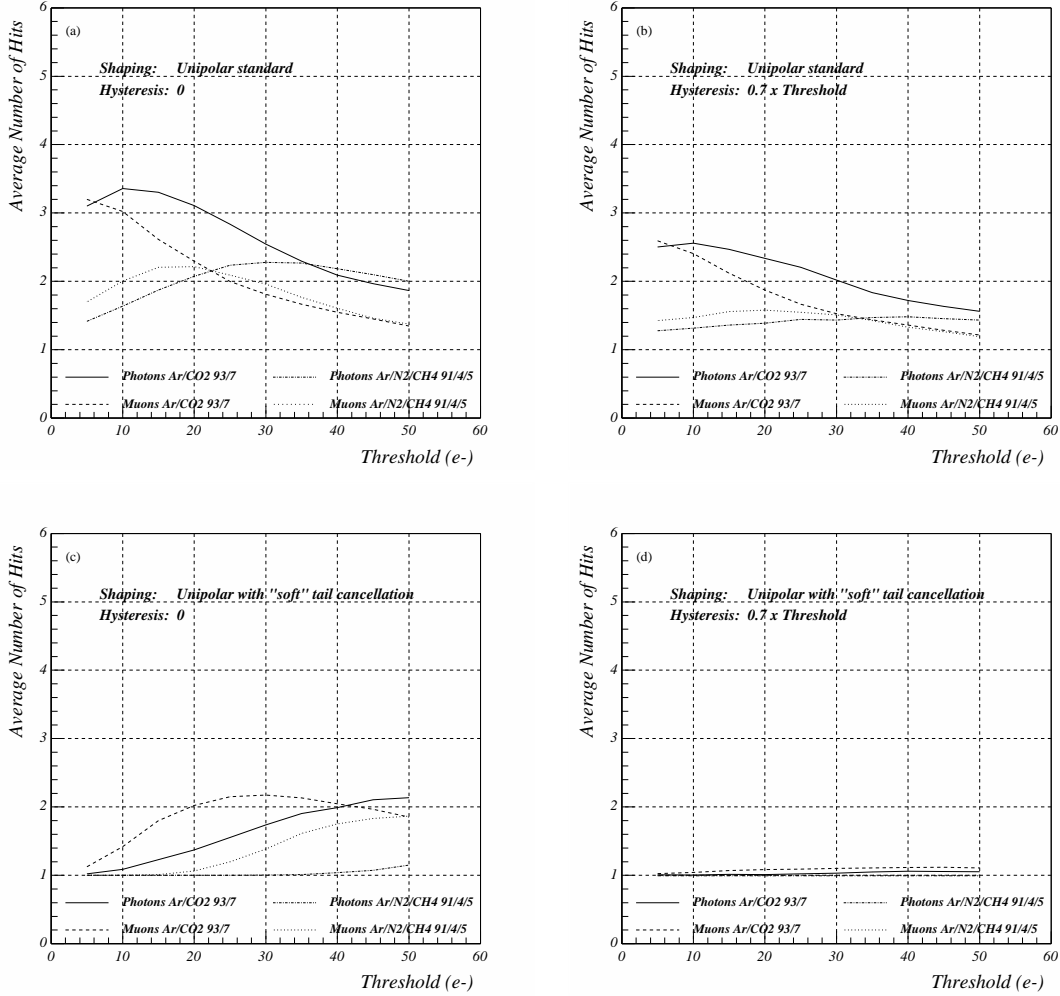 (a)
Shaping: Unipolar standard
Hysteresis: 0
Average Number of Hits
6
5
4
3
2
1
0
Photons Ar/CO2 93/7
Photons Ar/N2/CH4 91/4/5
Muons Ar/CO2 93/7
Muons Ar/N2/CH4 91/4/5
0 10 20 30 40 50 60
Threshold (e-)
(b)
Shaping: Unipolar standard
Hysteresis: 0.7 x Threshold
Average Number of Hits
6
5
4
3
2
1
0
Photons Ar/CO2 93/7
Photons Ar/N2/CH4 91/4/5
Muons Ar/CO2 93/7
Muons Ar/N2/CH4 91/4/5
0 10 20 30 40 50 60
Threshold (e-)
(c)
Shaping: Unipolar with "soft" tail cancellation
Hysteresis: 0
Average Number of Hits
6
5
4
3
2
1
0
Photons Ar/CO2 93/7
Photons Ar/N2/CH4 91/4/5
Muons Ar/CO2 93/7
Muons Ar/N2/CH4 91/4/5
0 10 20 30 40 50 60
Threshold (e-)
(d)
Shaping: Unipolar with "soft" tail cancellation
Hysteresis: 0.7 x Threshold
Average Number of Hits
6
5
4
3
2
1
0
Photons Ar/CO2 93/7
Photons Ar/N2/CH4 91/4/5
Muons Ar/CO2 93/7
Muons Ar/N2/CH4 91/4/5
0 10 20 30 40 50 60
Threshold (e-)